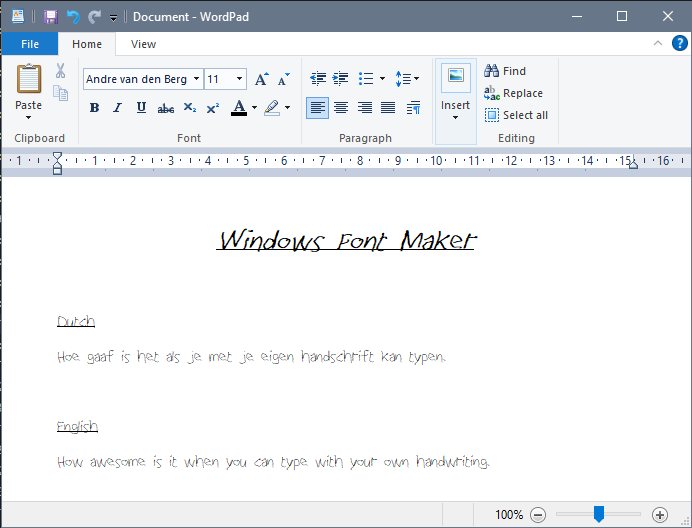 Document - WordPad
File Home View
Paste
Clipboard
Andre van den Berg 11
B I U abc X₂ X² A
Font
Paragraph
Insert
Find
Replace
Select all
Editing
1 1 2 3 4 5 6 7 8 9 10 11 12 13 14 15 16
Windows Font Maker
Dutch
Hoe gaaf is het als je met je eigen handschrift kan typen.
English
How awesome is it when you can type with your own handwriting.
100%